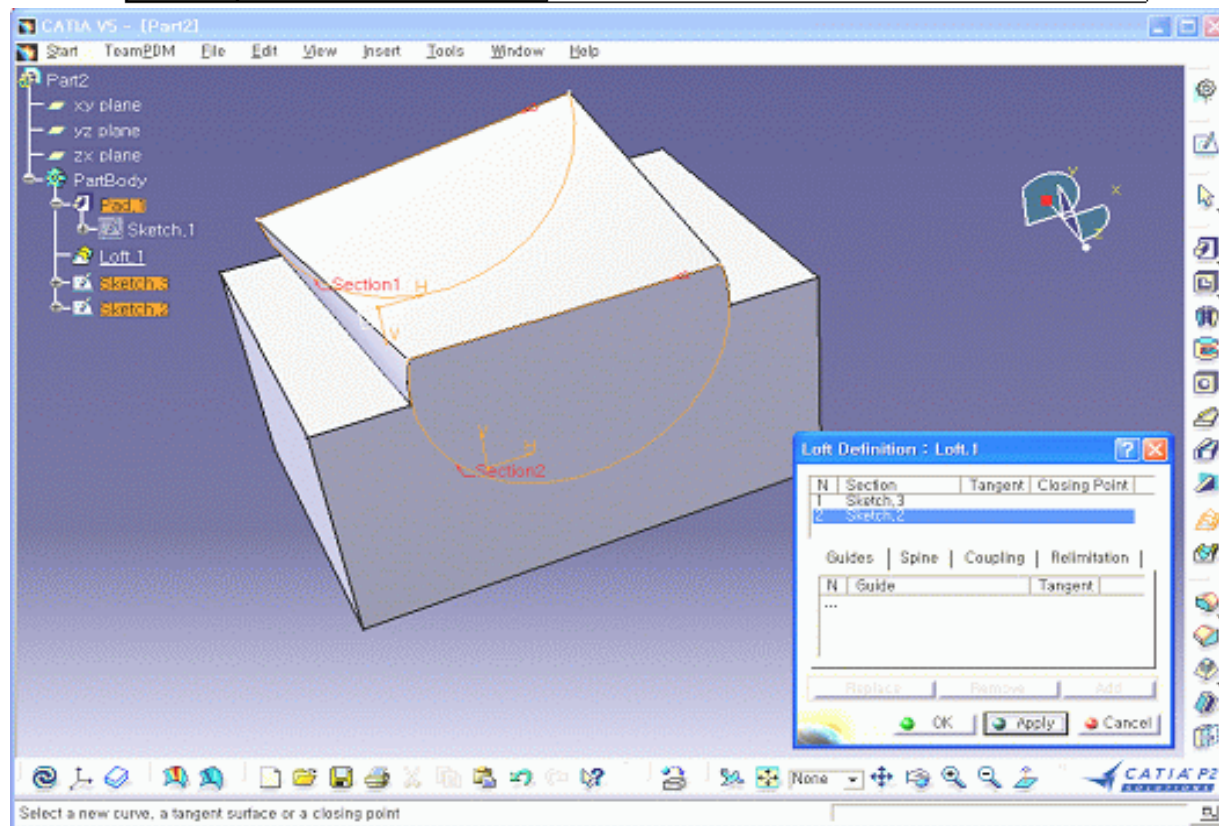 CATIA V5 - [Part2]
Start TeamPDM File Edit View Insert Tools Window Help
Part2
xy plane
yz plane
zx plane
PartBody
Pad.1
Sketch.1
Loft.1
Sketch.3
Sketch.2
Section1
H
V
V
H
Section2
y
x
z
Loft Definition : Loft.1
N Section Tangent Closing Point
1 Sketch.3
2 Sketch.2
Guides Spine Coupling Relimitation
N Guide Tangent
...
Replace Remove Add
OK Apply Cancel
None
CATIA P2
SOLUTIONS
Select a new curve, a tangent surface or a closing point